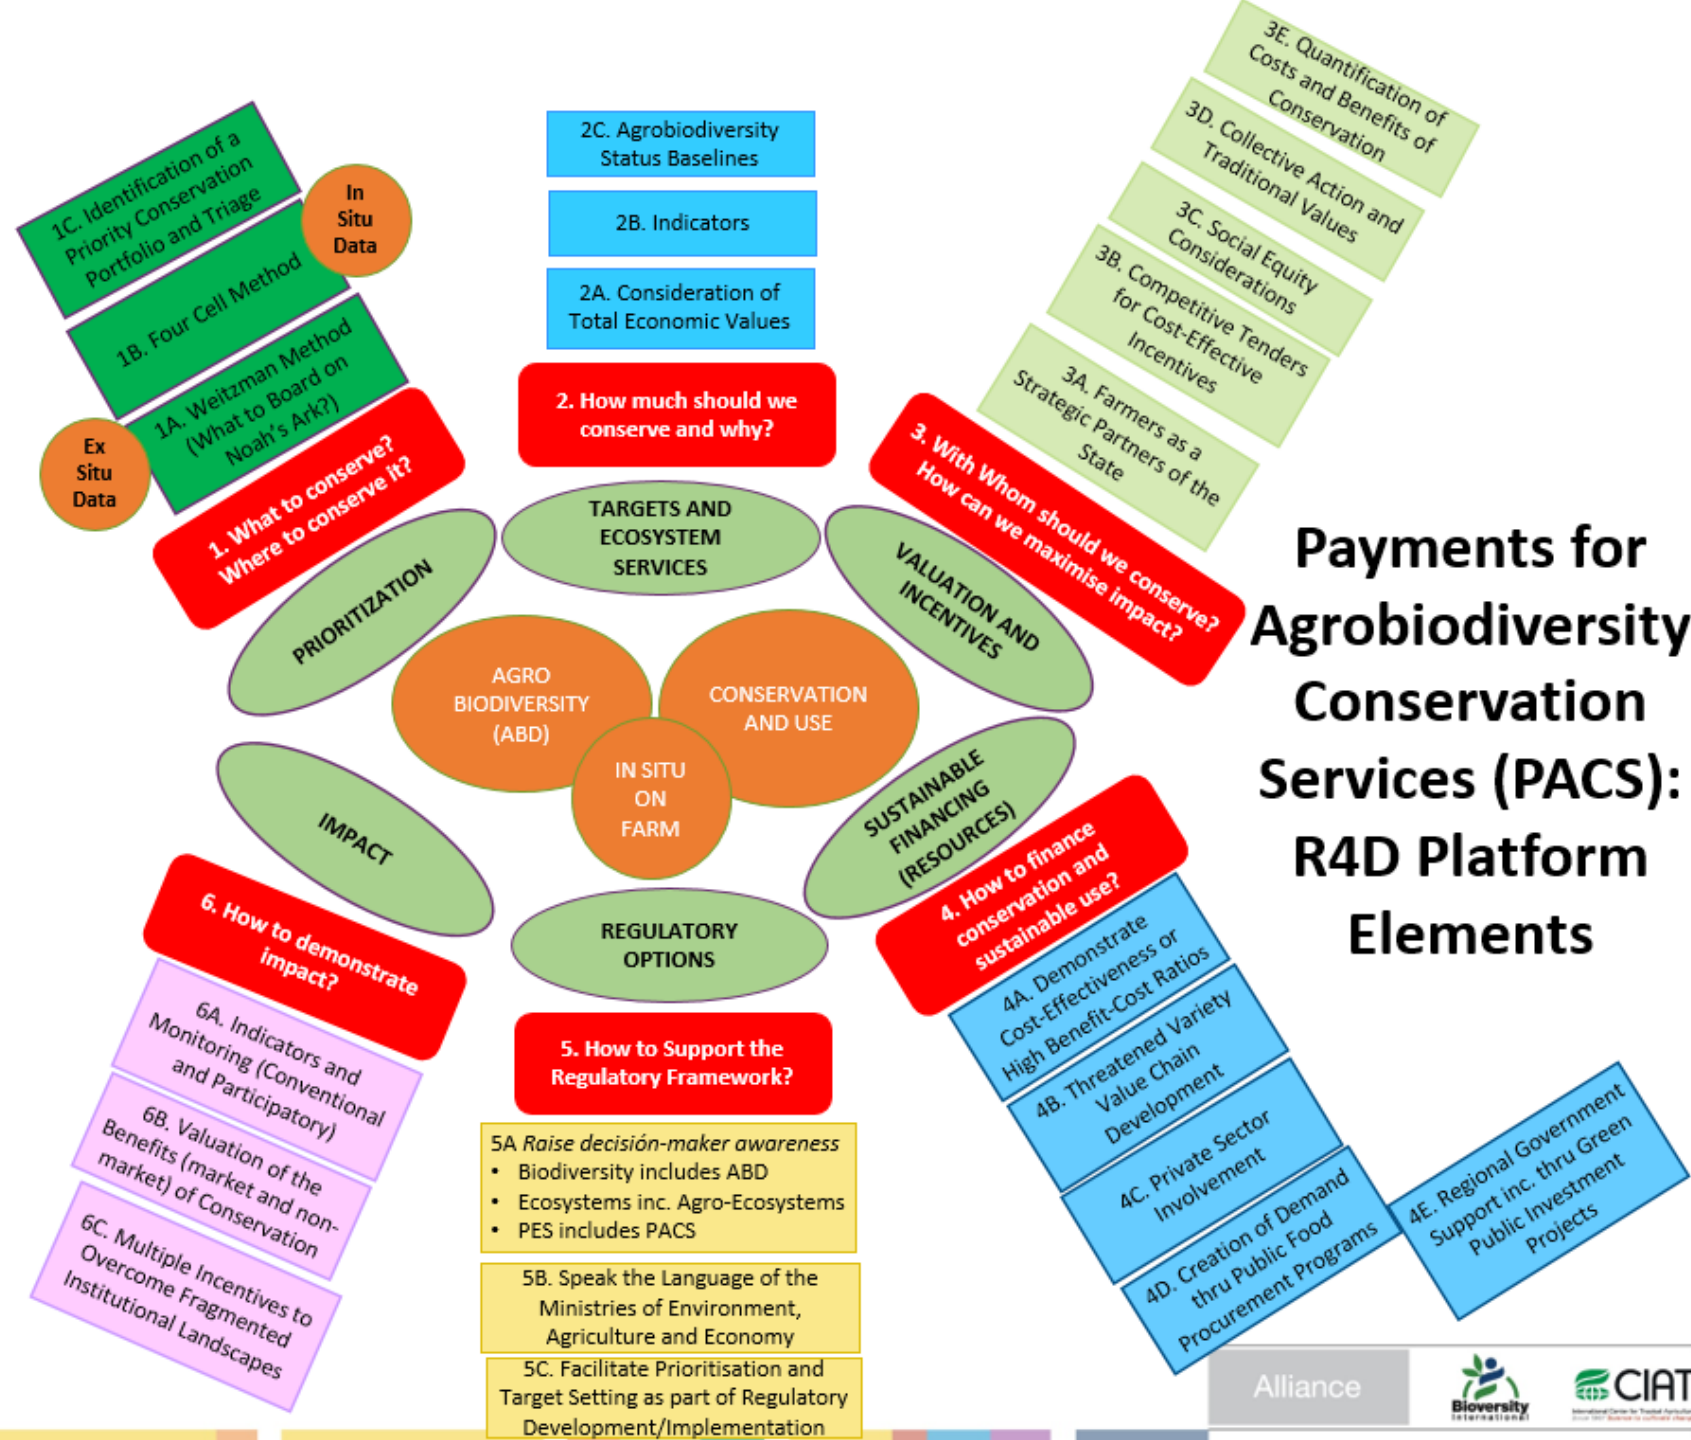 1C. Identification of a
Priority Conservation
Portfolio and Triage
1B. Four Cell Method
1A. Weitzman Method
(What to Board on
Noah's Ark?)
In
Situ
Data
Ex
Situ
Data
1. What to conserve?
Where to conserve it?
PRIORITIZATION
2C. Agrobiodiversity
Status Baselines
2B. Indicators
2A. Consideration of
Total Economic Values
2. How much should we
conserve and why?
TARGETS AND
ECOSYSTEM
SERVICES
3E. Quantification of
Costs and Benefits of
Conservation
3D. Collective Action and
Traditional Values
3C. Social Equity
Considerations
3B. Competitive Tenders
for Cost-Effective
Incentives
3A. Farmers as a
Strategic Partners of the
State
3. With Whom should we conserve?
How can we maximise impact?
VALUATION AND
INCENTIVES
Payments for
Agrobiodiversity
Conservation
Services (PACS):
R4D Platform
Elements
AGRO
BIODIVERSITY
(ABD)
CONSERVATION
AND USE
IN SITU
ON
FARM
SUSTAINABLE
FINANCING
(RESOURCES)
4. How to finance
conservation and
sustainable use?
4A. Demonstrate
Cost-Effectiveness or
High Benefit-Cost Ratios
4B. Threatened Variety
Value Chain
Development
4C. Private Sector
Involvement
4D. Creation of Demand
thru Public Food
Procurement Programs
4E. Regional Government
Support inc. thru Green
Public Investment
Projects
REGULATORY
OPTIONS
5. How to Support the
Regulatory Framework?
5A Raise decisión-maker awareness
• Biodiversity includes ABD
• Ecosystems inc. Agro-Ecosystems
• PES includes PACS
5B. Speak the Language of the
Ministries of Environment,
Agriculture and Economy
5C. Facilitate Prioritisation and
Target Setting as part of Regulatory
Development/Implementation
IMPACT
6. How to demonstrate
impact?
6A. Indicators and
Monitoring (Conventional
and Participatory)
6B. Valuation of the
Benefits (market and non-
market) of Conservation
6C. Multiple Incentives to
Overcome Fragmented
Institutional Landscapes
Alliance
Bioversity
International
CIAT